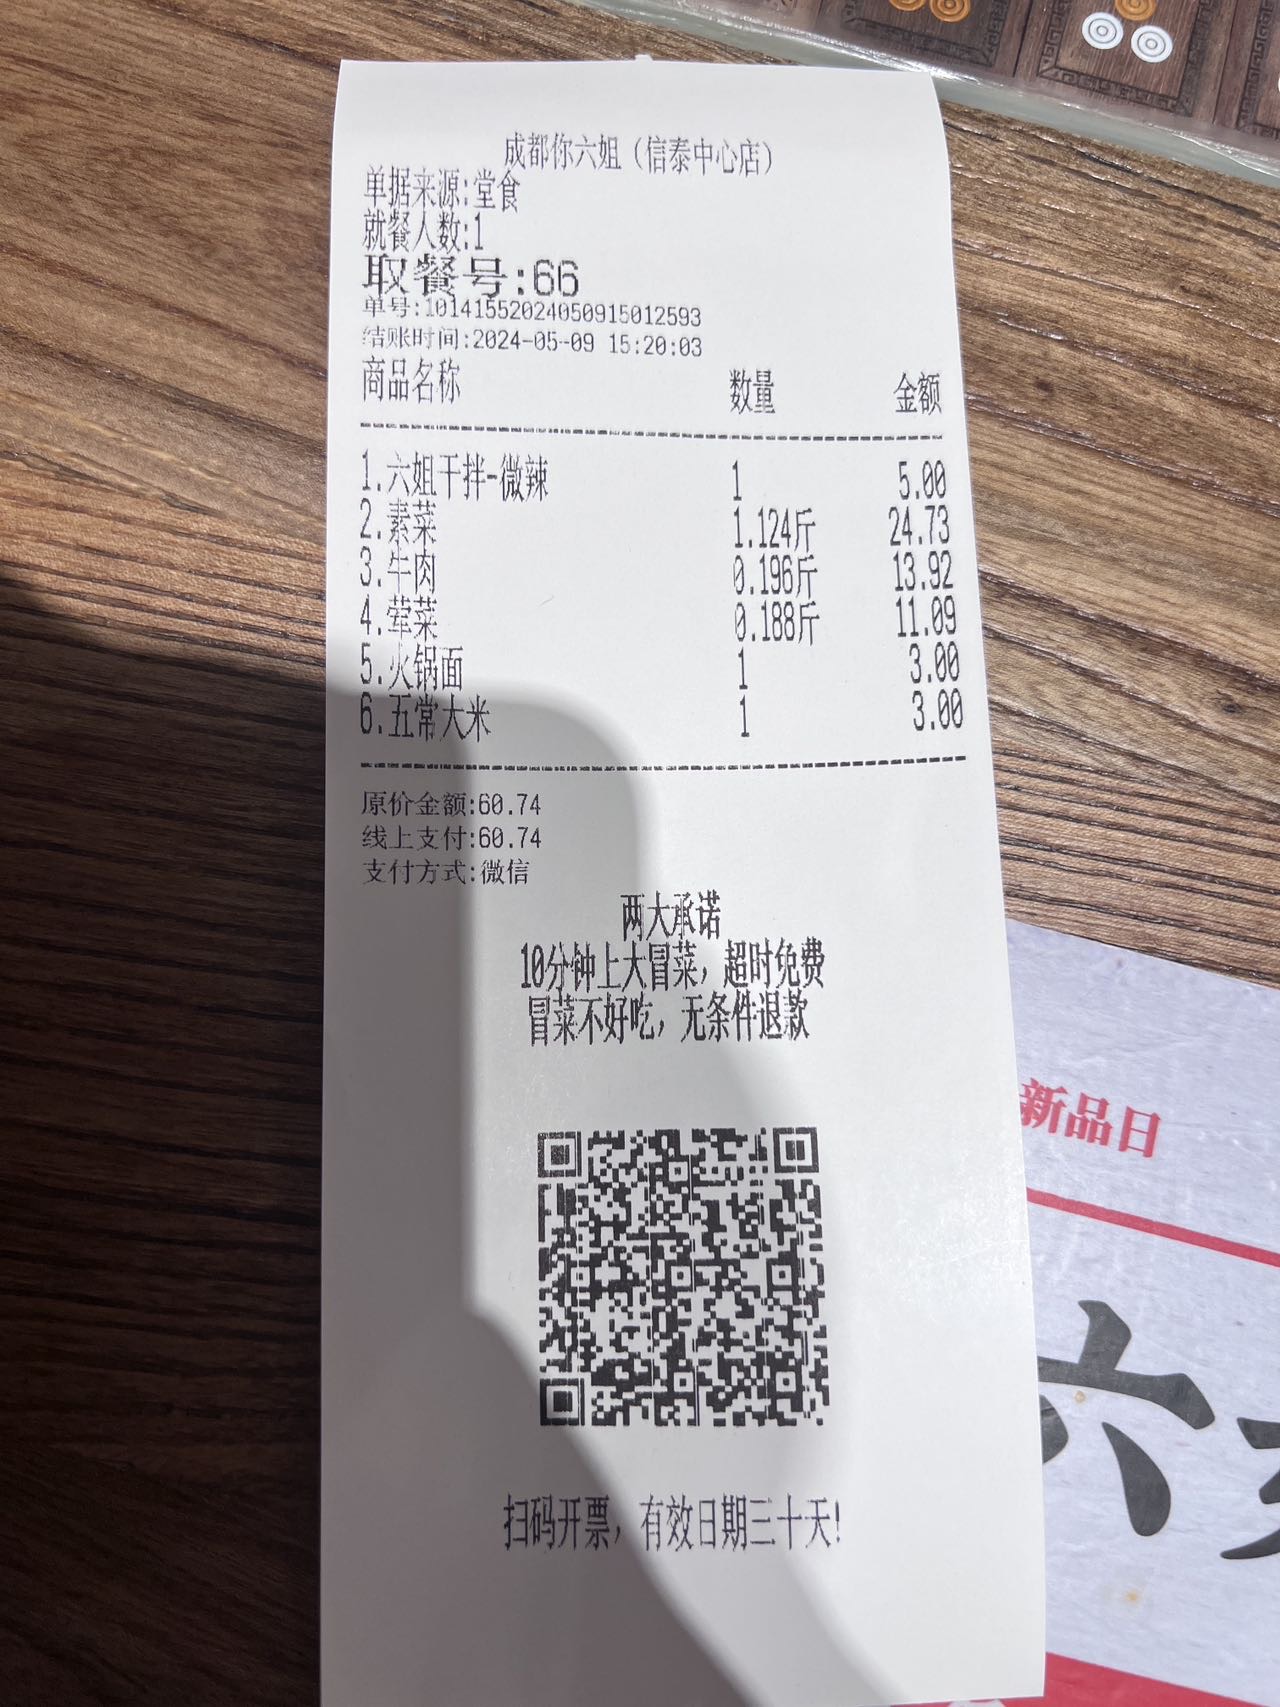 成都你六姐（信泰中心店）
单据来源:堂食
就餐人数:1
取餐号:66
单号:10141552024050915012593
结账时间:2024-05-09 15:20:03
商品名称 数量 金额
1.六姐干拌-微辣 1 5.00
2.素菜 1.124斤 24.73
3.牛肉 0.196斤 13.92
4.荤菜 0.188斤 11.09
5.火锅面 1 3.00
6.五常大米 1 3.00
原价金额:60.74
线上支付:60.74
支付方式:微信
两大承诺
10分钟上大冒菜，超时免费
冒菜不好吃，无条件退款
扫码开票，有效日期三十天!
新品日
六